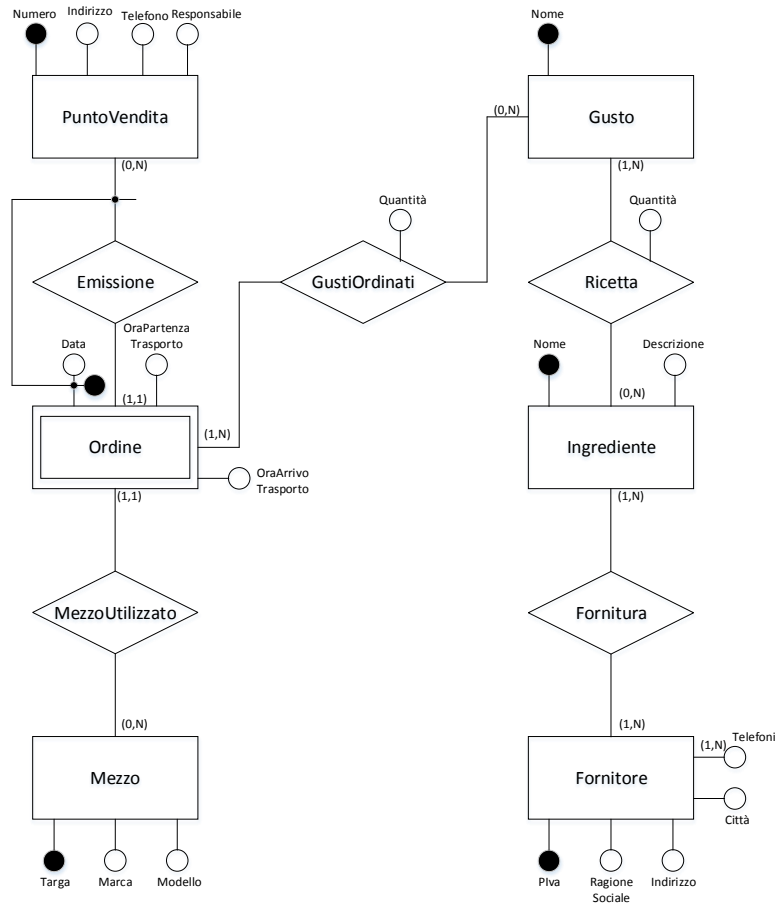 Numero
Indirizzo
Telefono
Responsabile
PuntoVendita
(0,N)
Emissione
Data
OraPartenza
Trasporto
(1,1)
Ordine
(1,N)
OraArrivo
Trasporto
(1,1)
MezzoUtilizzato
(0,N)
Mezzo
Targa
Marca
Modello
Quantità
GustiOrdinati
Nome
(0,N)
Gusto
(1,N)
Quantità
Ricetta
Nome
Descrizione
(0,N)
Ingrediente
(1,N)
Fornitura
(1,N)
Fornitore
(1,N)
Telefoni
Città
PIva
Ragione
Sociale
Indirizzo